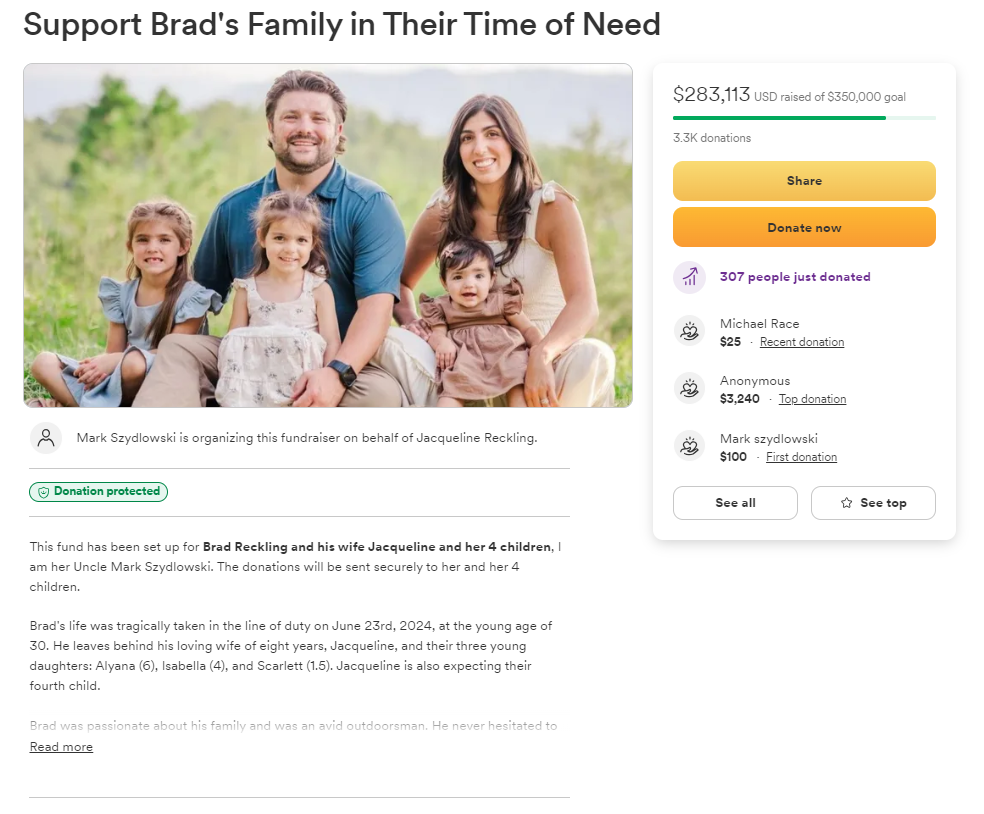 Support Brad's Family in Their Time of Need
$283,113 USD raised of $350,000 goal
3.3K donations
Share
Donate now
307 people just donated
Michael Race
$25 · Recent donation
Anonymous
$3,240 · Top donation
Mark szydlowski
$100 · First donation
See all
See top
Mark Szydlowski is organizing this fundraiser on behalf of Jacqueline Reckling.
Donation protected
This fund has been set up for Brad Reckling and his wife Jacqueline and her 4 children, I
am her Uncle Mark Szydlowski. The donations will be sent securely to her and her 4
children.
Brad's life was tragically taken in the line of duty on June 23rd, 2024, at the young age of
30. He leaves behind his loving wife of eight years, Jacqueline, and their three young
daughters: Alyana (6), Isabella (4), and Scarlett (1.5). Jacqueline is also expecting their
fourth child.
Brad was passionate about his family and was an avid outdoorsman. He never hesitated to
Read more